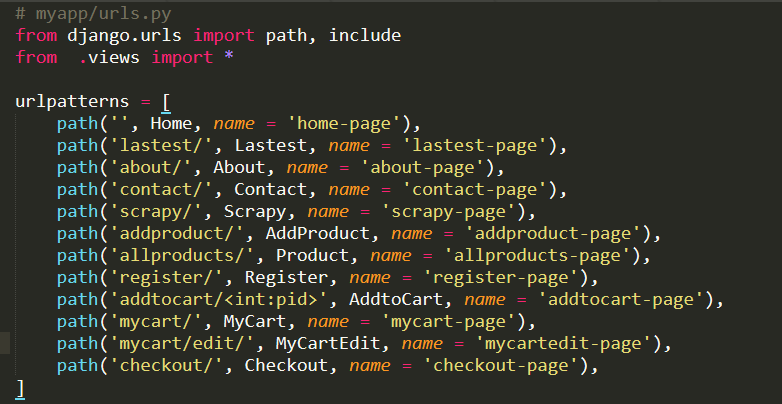 # myapp/urls.py
from django.urls import path, include
from  .views import *

urlpatterns = [
    path('', Home, name = 'home-page'),
    path('lastest/', Lastest, name = 'lastest-page'),
    path('about/', About, name = 'about-page'),
    path('contact/', Contact, name = 'contact-page'),
    path('scrapy/', Scrapy, name = 'scrapy-page'),
    path('addproduct/', AddProduct, name = 'addproduct-page'),
    path('allproducts/', Product, name = 'allproducts-page'),
    path('register/', Register, name = 'register-page'),
    path('addtocart/<int:pid>', AddtoCart, name = 'addtocart-page'),
    path('mycart/', MyCart, name = 'mycart-page'),
    path('mycart/edit/', MyCartEdit, name = 'mycartedit-page'),
    path('checkout/', Checkout, name = 'checkout-page'),
]